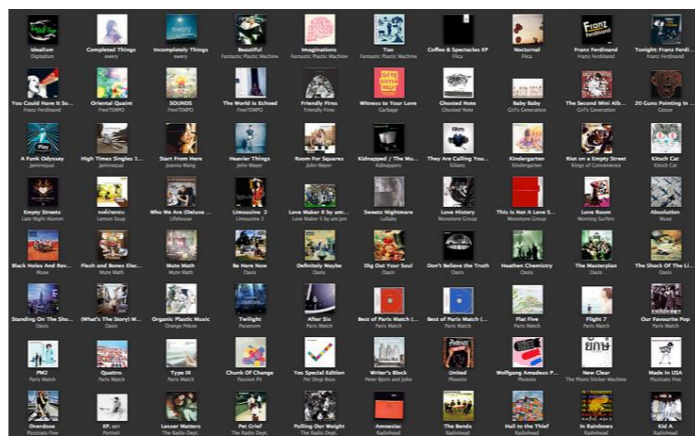 Idealism
Digitalism
Completed Things
ewery
Incompletely Things
ewery
Beautiful
Fantastic Plastic Machine
Imaginations
Fantastic Plastic Machine
Too
Fantastic Plastic Machine
Coffee & Spectacles EP
Flica
Nocturnal
Flica
Franz Ferdinand
Franz Ferdinand
Tonight: Franz Ferdi...
Franz Ferdinand
You Could Have It So...
Franz Ferdinand
Oriental Quaint
FreeTEMPO
SOUNDS
FreeTEMPO
The World Is Echoed
FreeTEMPO
Friendly Fires
Friendly Fires
Witness to Your Love
Garbage
Ghosted Note
Ghosted Note
Baby Baby
Girl's Generation
The Second Mini Alb...
Girl's Generation
20 Guns Pointing In ...
Goose
A Funk Odyssey
Jamiroquai
High Times Singles 1...
Jamiroquai
Start From Here
Joanna Wang
Heavier Things
John Mayer
Room For Squares
John Mayer
Kidnapped / The Mu...
Kidnappers
They Are Calling You...
Kilians
Kindergarten
Kindergarten
Riot on a Empty Street
Kings of Convenience
Kitsch Cat
Kitsch Cat
Empty Streets
Late Night Alumni
Lemon Soup
Who We Are (Deluxe ...
Lifehouse
Limousine 2
Limousine 2
Love Maker II by am:...
Love Maker II by am:pm
Sweets Nightmare
Lullaby
Love History
Monotone Group
This Is Not A Love S...
Monotone Group
Love Room
Morning Surfers
Absolution
Muse
Black Holes And Rev...
Muse
Flesh and Bones Elec...
Mute Math
Mute Math
Mute Math
Be Here Now
Oasis
Definitely Maybe
Oasis
Dig Out Your Soul
Oasis
Don't Believe the Truth
Oasis
Heathen Chemistry
Oasis
The Masterplan
Oasis
The Shock Of The Li...
Oasis
Standing On The Sho...
Oasis
(What's The Story) M...
Oasis
Organic Plastic Music
Orange Pekoe
Twilight
Paramore
After Six
Paris Match
Best of Paris Match (...
Paris Match
Best of Paris Match (...
Paris Match
Flat Five
Paris Match
Flight 7
Paris Match
Our Favourite Pop
Paris Match
PM2
Paris Match
Quattro
Paris Match
Type III
Paris Match
Chunk Of Change
Passion Pit
Yes Special Edition
Pet Shop Boys
Writer's Block
Peter Bjorn and John
United
Phoenix
Wolfgang Amadeus P...
Phoenix
New Clear
The Photo Sticker Machine
Made in USA
Pizzicato Five
Overdose
Pizzicato Five
EP.
Portrait
Lesser Matters
The Radio Dept.
Pet Grief
The Radio Dept.
Pulling Our Weight
The Radio Dept.
Amnesiac
Radiohead
The Bends
Radiohead
Hail to the Thief
Radiohead
In Rainbows
Radiohead
Kid A
Radiohead